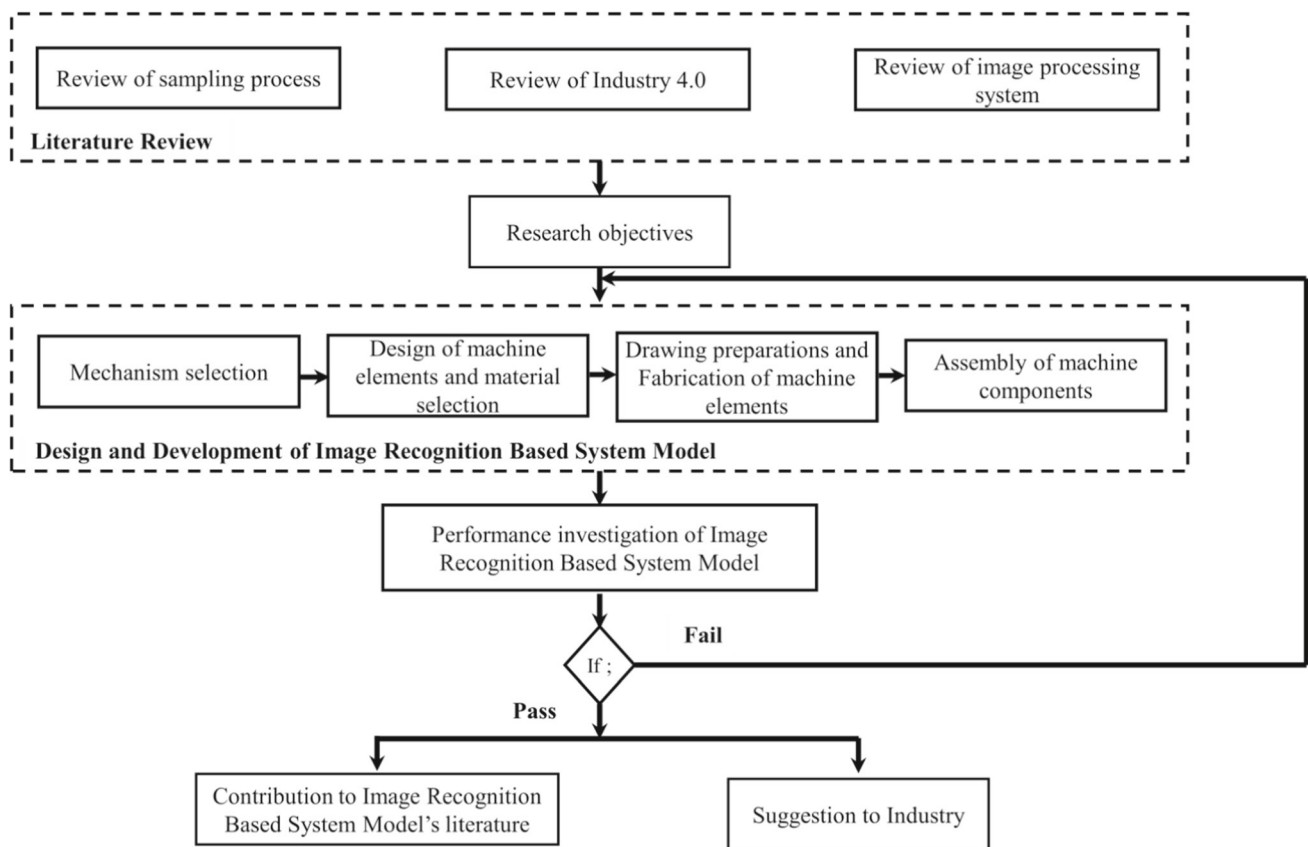 Review of sampling process
Review of Industry 4.0
Review of image processing
system
Literature Review
Research objectives
Mechanism selection
Design of machine
elements and material
selection
Drawing preparations and
Fabrication of machine
elements
Assembly of machine
components
Design and Development of Image Recognition Based System Model
Performance investigation of Image
Recognition Based System Model
Fail
If ;
Pass
Contribution to Image Recognition
Based System Model’s literature
Suggestion to Industry